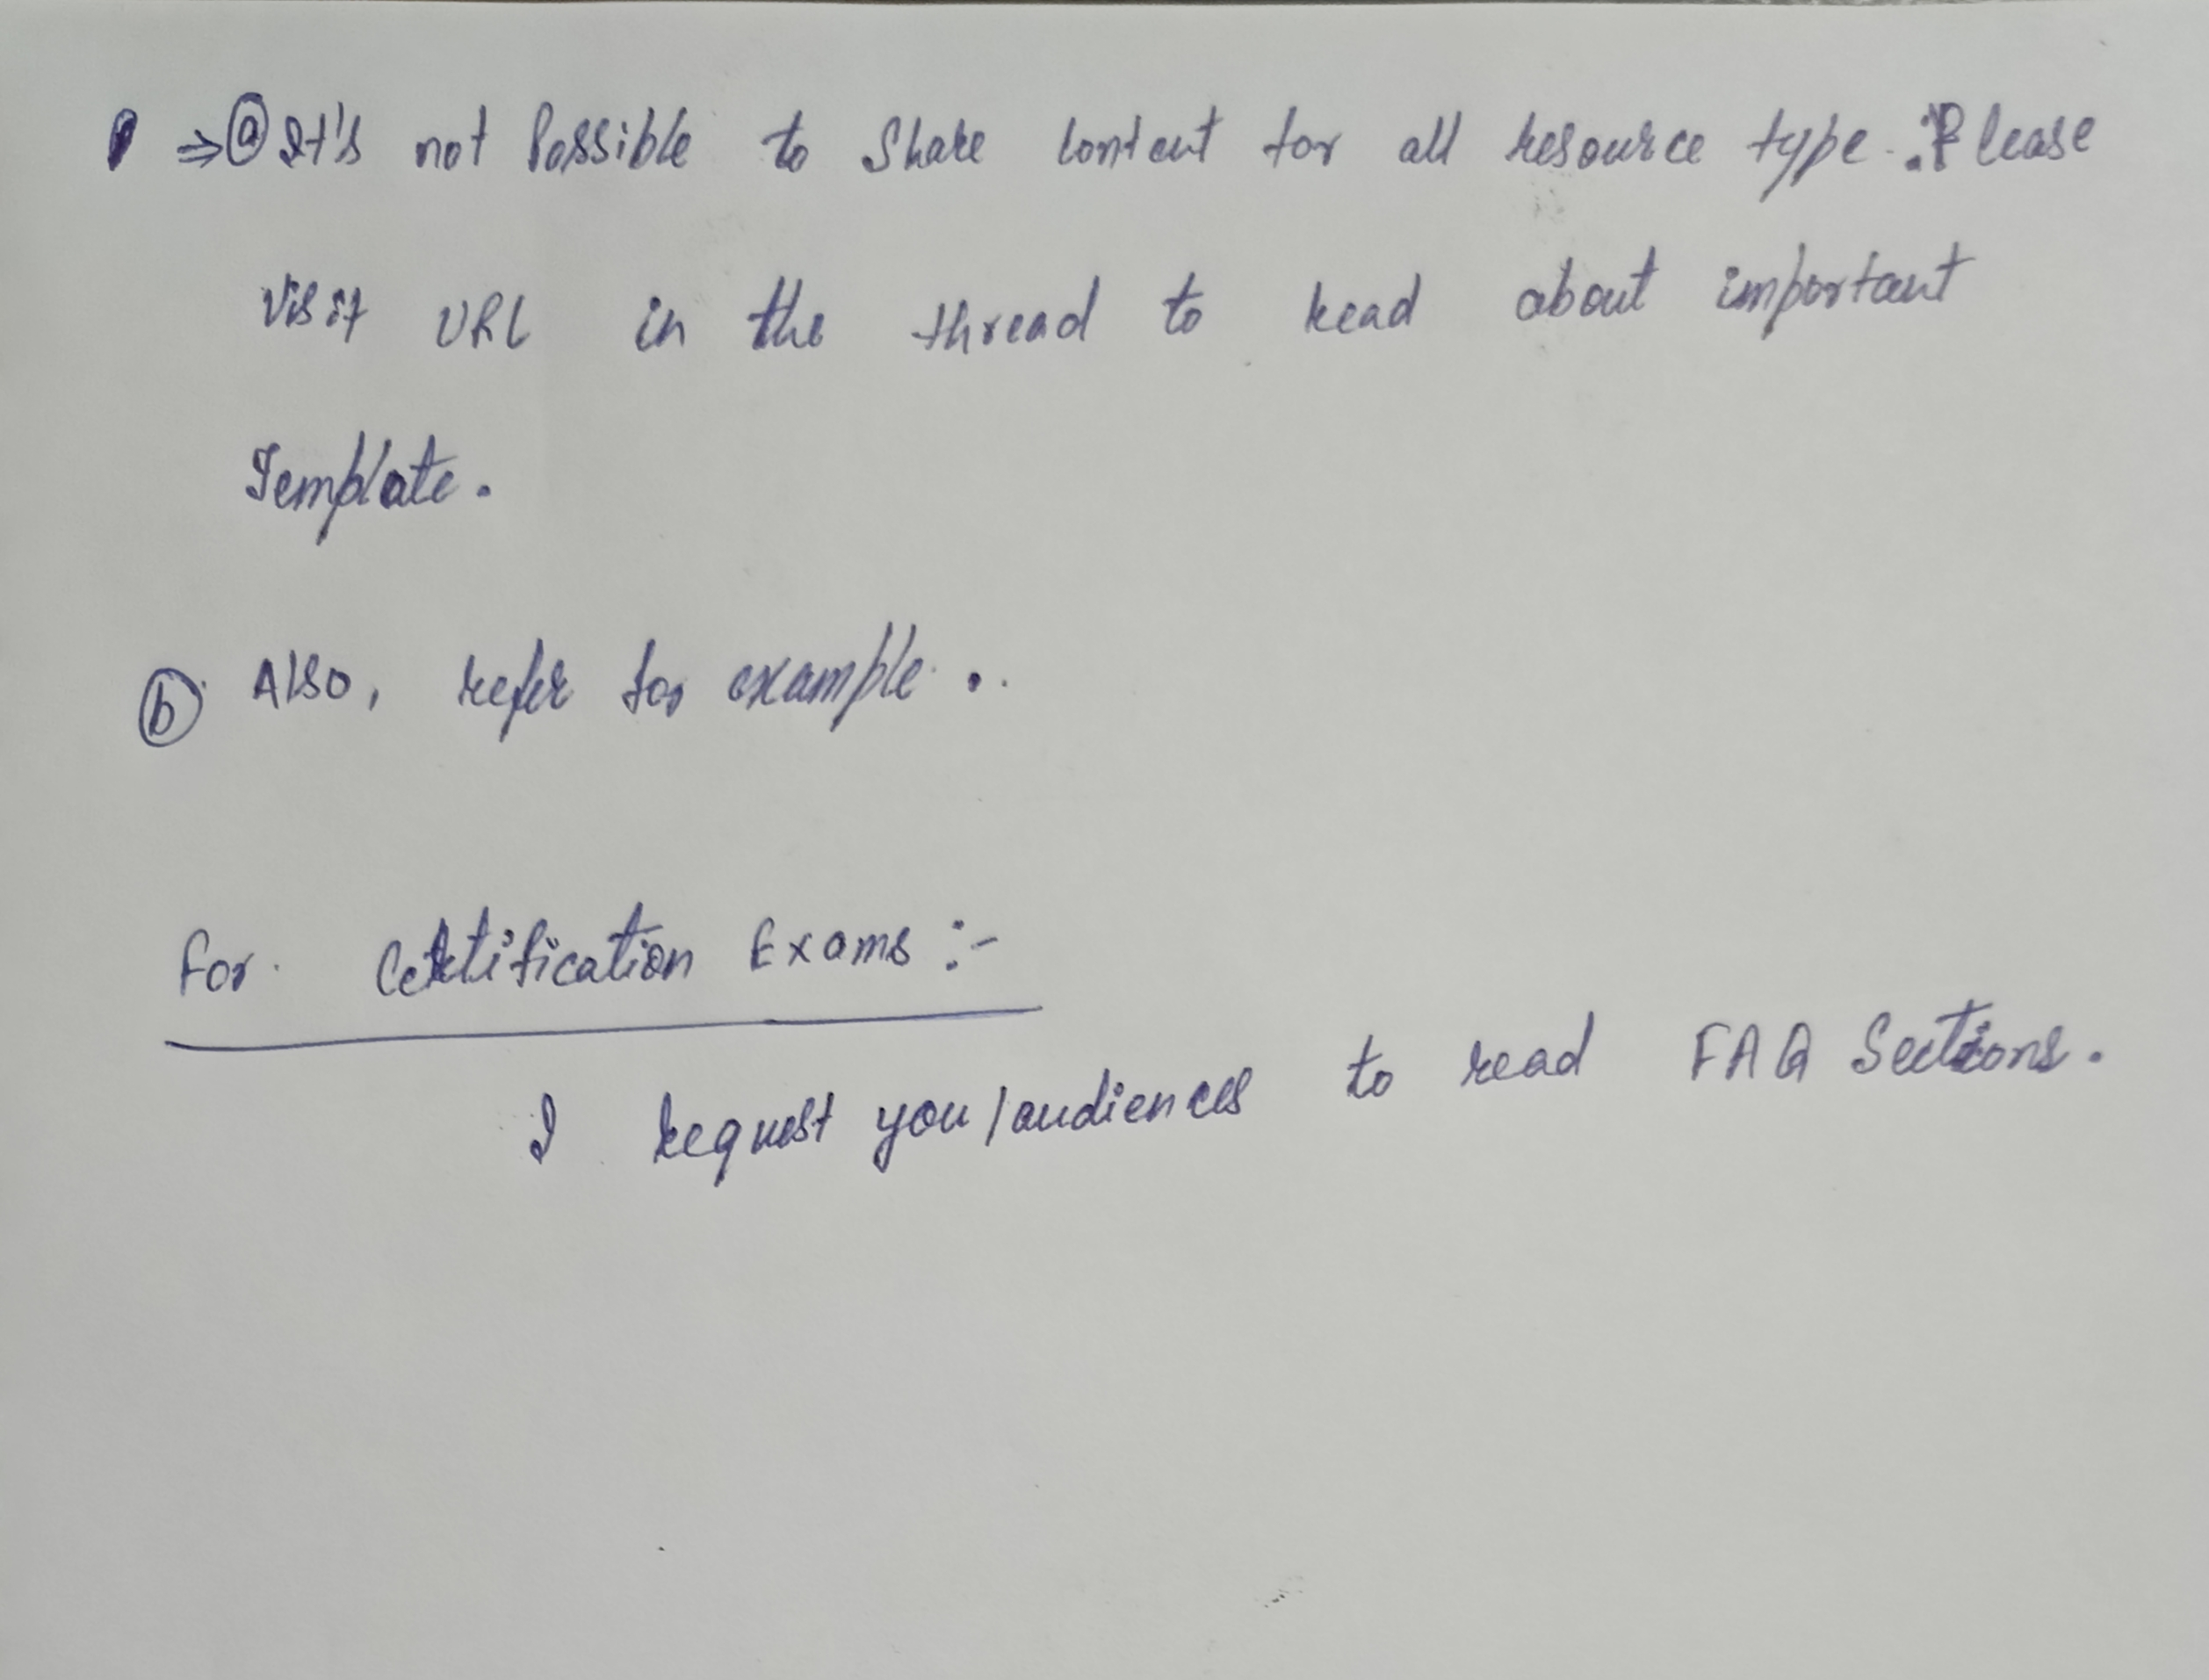 ⇒ ⓐ It's not Possible to Share Content for all resource type. Please
Visit URL in the thread to read about important
Template.
ⓑ Also, refer for example..
For Certification Exams :-
I request you/audiences to read FAQ Sections.